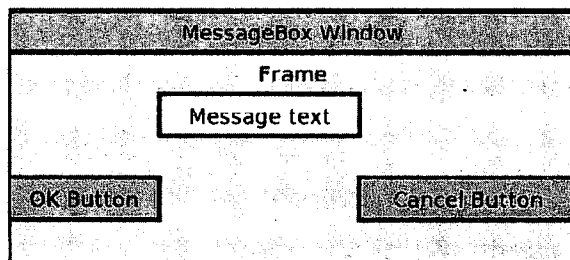 MessageBox Window
Frame
Message text
OK Button
Cancel Button